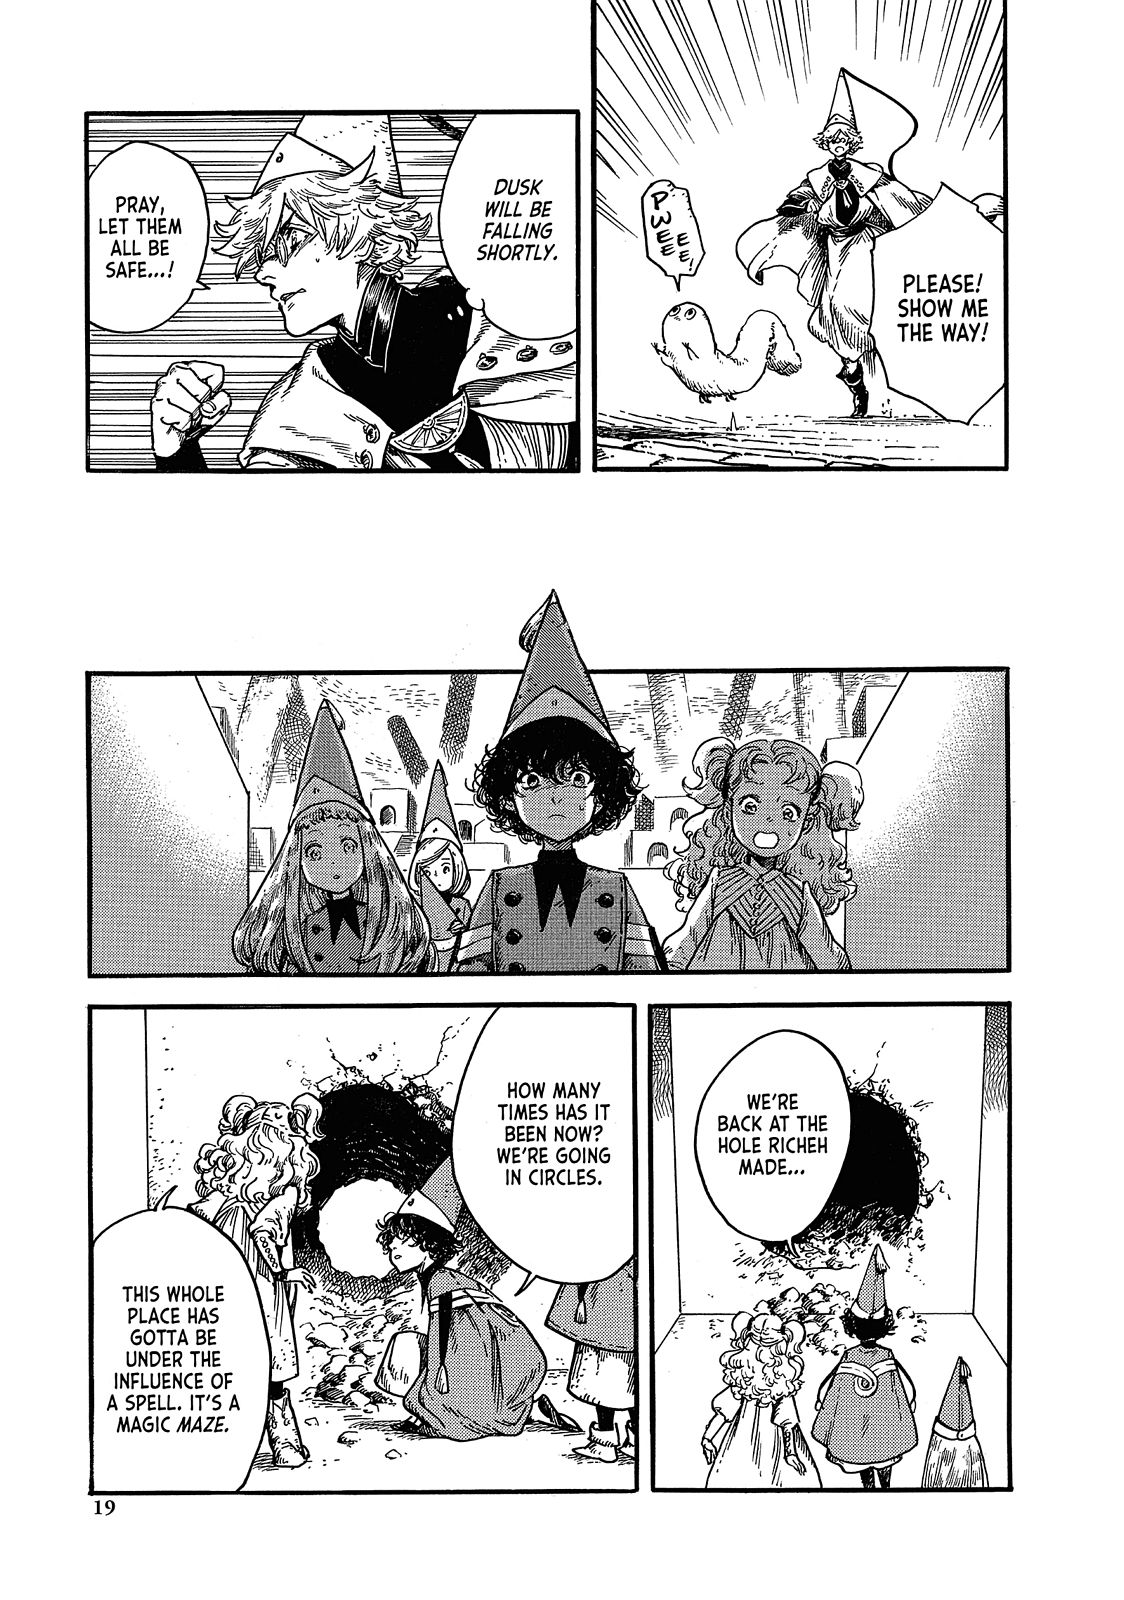 PWEEEEE
PLEASE!
SHOW ME
THE WAY!
DUSK
WILL BE
FALLING
SHORTLY.
PRAY,
LET THEM
ALL BE
SAFE...!
WE'RE
BACK AT THE
HOLE RICHEH
MADE...
HOW MANY
TIMES HAS IT
BEEN NOW?
WE'RE GOING
IN CIRCLES.
THIS WHOLE
PLACE HAS
GOTTA BE
UNDER THE
INFLUENCE OF
A SPELL. IT'S A
MAGIC MAZE.
19